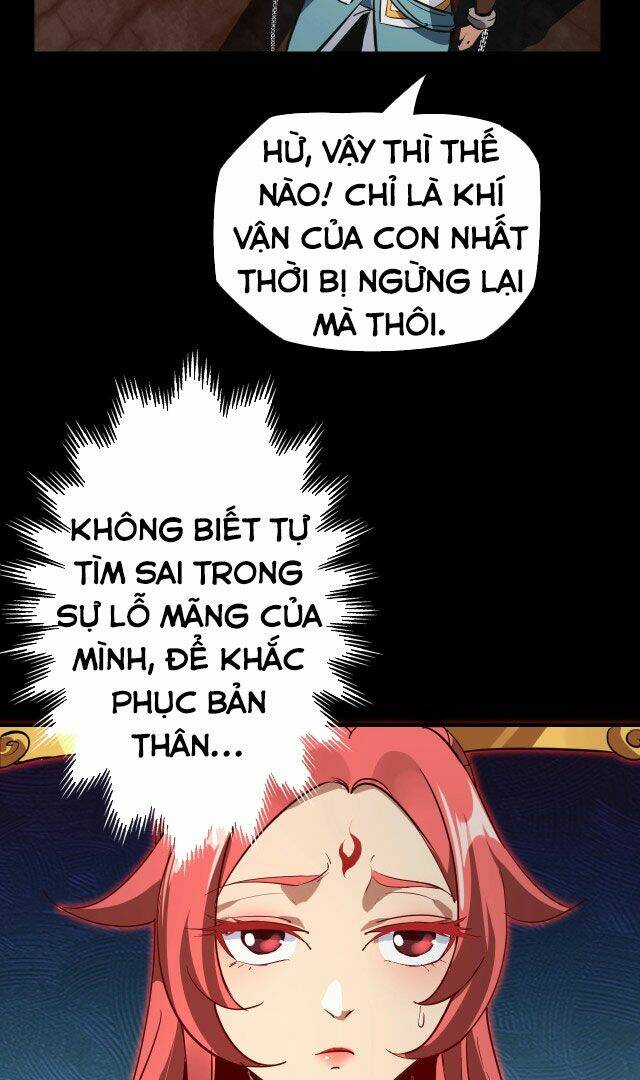 HỪ, VẬY THÌ THẾ
NÀO! CHỈ LÀ KHÍ
VẬN CỦA CON NHẤT
THỜI BỊ NGỪNG LẠI
MÀ THÔI.
KHÔNG BIẾT TỰ
TÌM SAI TRONG
SỰ LỖ MÃNG CỦA
MÌNH, ĐỂ KHẮC
PHỤC BẢN
THÂN...